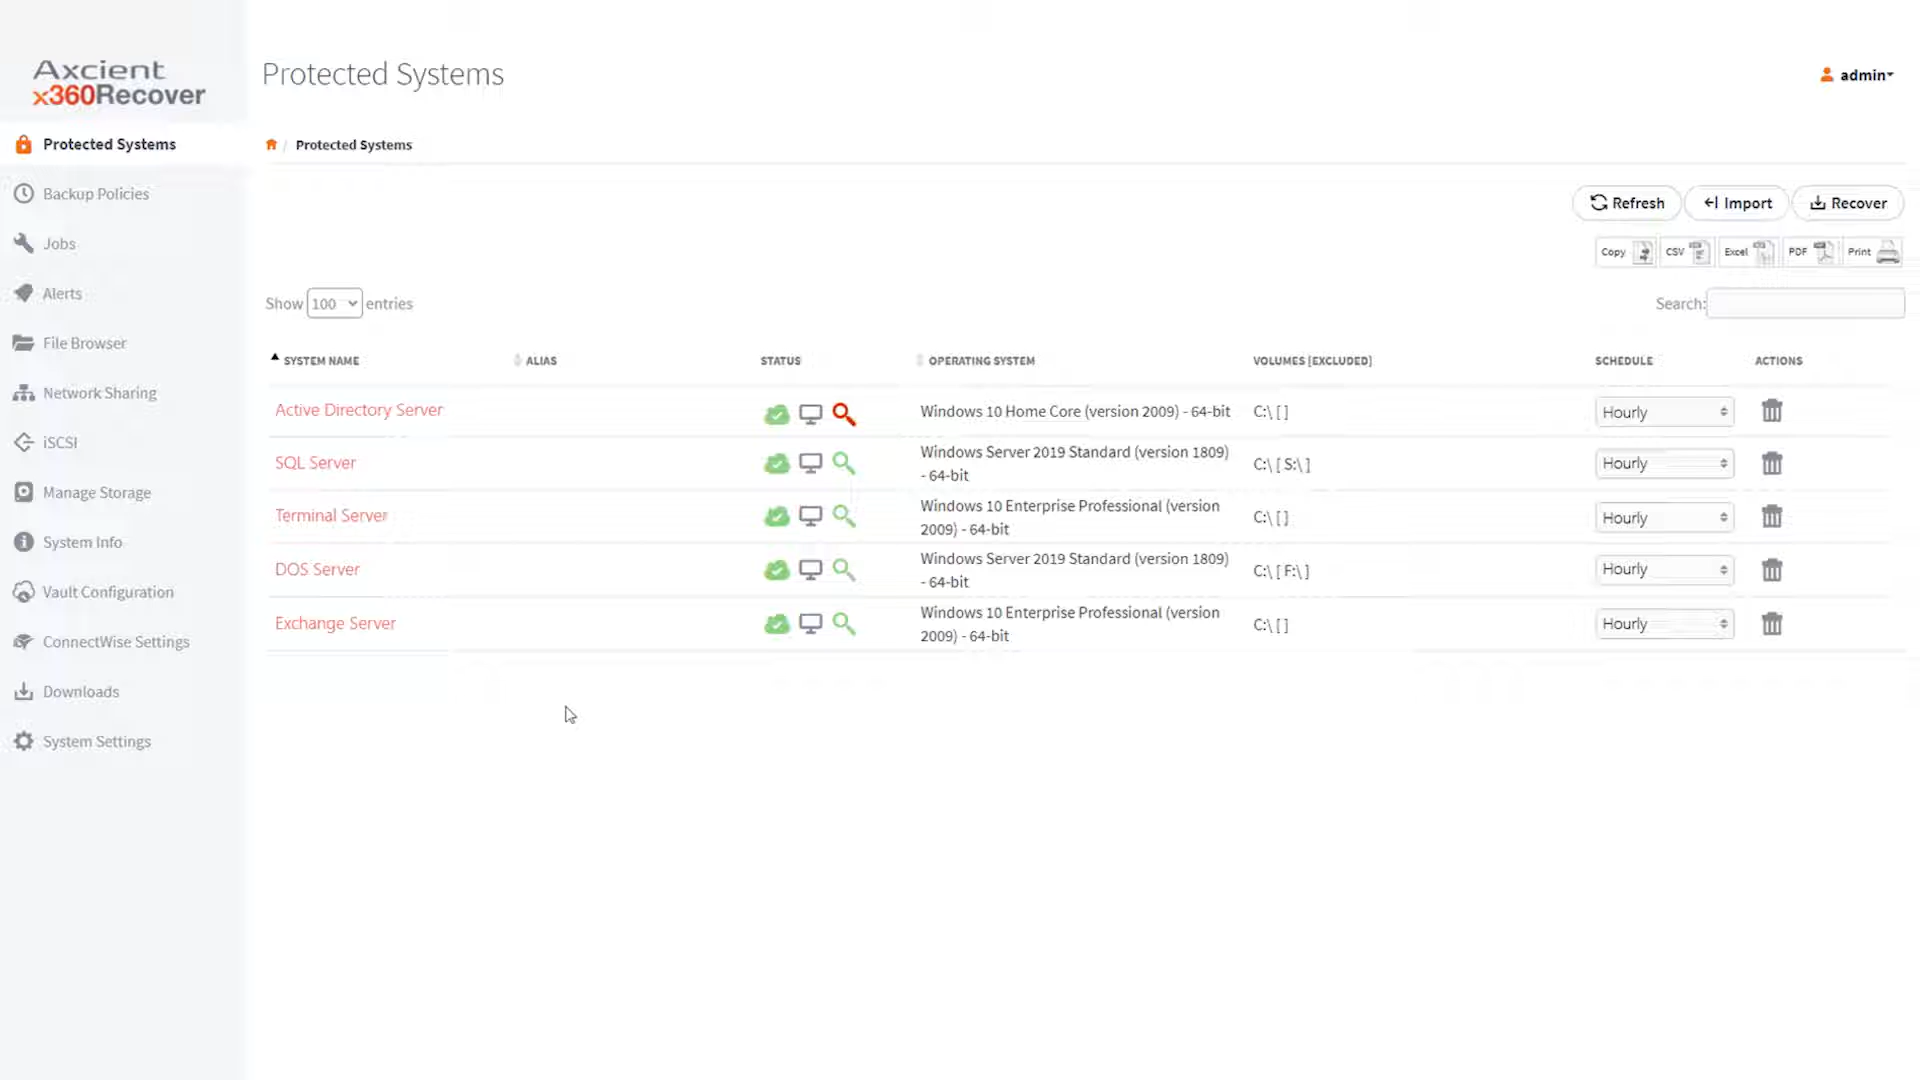 Axcient
x360Recover
Protected Systems
admin
Protected Systems
Backup Policies
Jobs
Alerts
File Browser
Network Sharing
iSCSI
Manage Storage
System Info
Vault Configuration
ConnectWise Settings
Downloads
System Settings
/ Protected Systems
Refresh Import Recover
Copy CSV Excel PDF Print
Show 100 entries
Search:
SYSTEM NAME ALIAS STATUS OPERATING SYSTEM VOLUMES [EXCLUDED] SCHEDULE ACTIONS
Active Directory Server Windows 10 Home Core (version 2009) - 64-bit C:\ [ ] Hourly
SQL Server Windows Server 2019 Standard (version 1809)
- 64-bit C:\ [ S:\ ] Hourly
Terminal Server Windows 10 Enterprise Professional (version
2009) - 64-bit C:\ [ ] Hourly
DOS Server Windows Server 2019 Standard (version 1809)
- 64-bit C:\ [ F:\ ] Hourly
Exchange Server Windows 10 Enterprise Professional (version
2009) - 64-bit C:\ [ ] Hourly